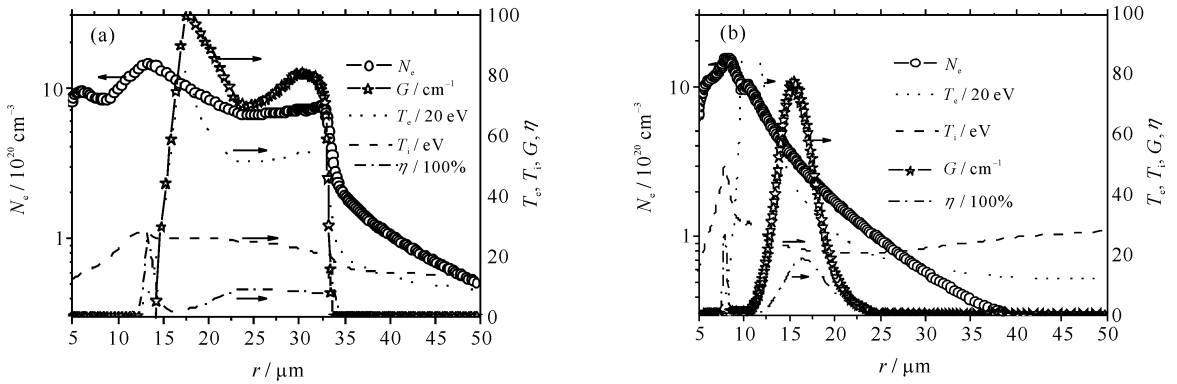 (a)
N_e / 10^20 cm^-3
10
1
5 10 15 20 25 30 35 40 45 50
r / μm
100
80
60
40
20
0
T_e, T_i, G, η
N_e
G / cm^-1
T_e / 20 eV
T_i / eV
η / 100%
(b)
N_e / 10^20 cm^-3
10
1
5 10 15 20 25 30 35 40 45 50
r / μm
100
80
60
40
20
0
T_e, T_i, G, η
N_e
T_e / 20 eV
T_i / eV
G / cm^-1
η / 100%